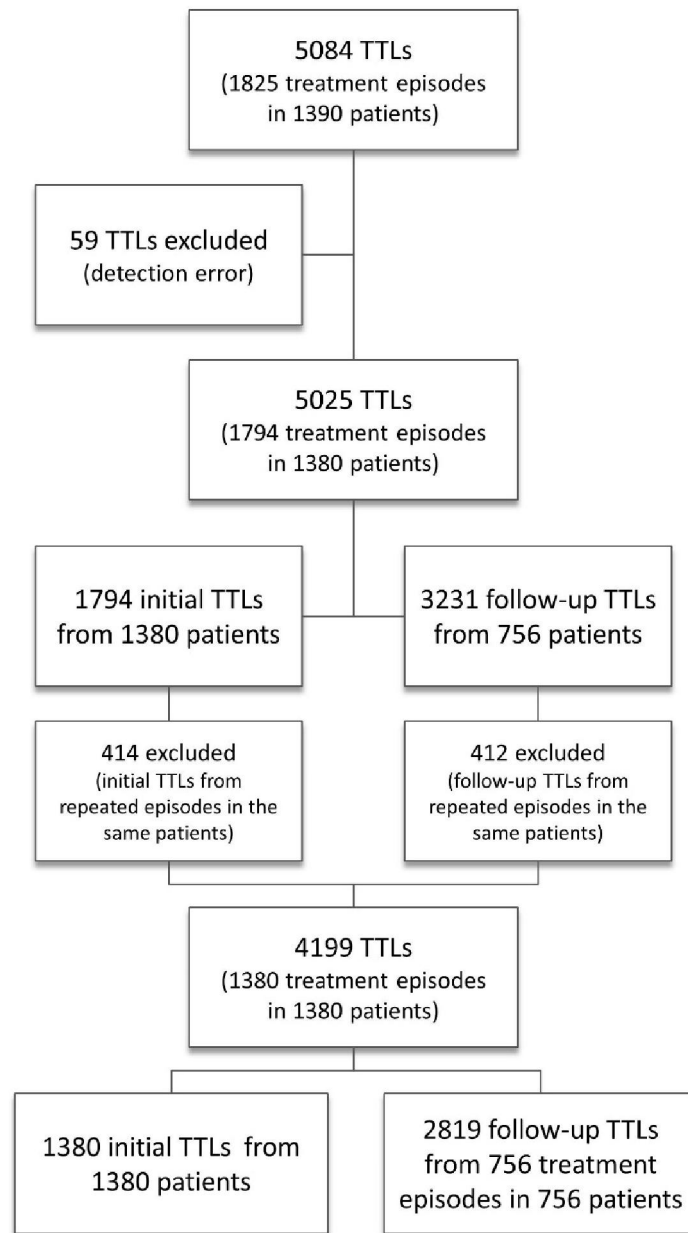 5084 TTLs
(1825 treatment episodes
in 1390 patients)
59 TTLs excluded
(detection error)
5025 TTLs
(1794 treatment episodes
in 1380 patients)
1794 initial TTLs
from 1380 patients
3231 follow-up TTLs
from 756 patients
414 excluded
(initial TTLs from
repeated episodes in the
same patients)
412 excluded
(follow-up TTLs from
repeated episodes in the
same patients)
4199 TTLs
(1380 treatment episodes
in 1380 patients)
1380 initial TTLs from
1380 patients
2819 follow-up TTLs
from 756 treatment
episodes in 756 patients